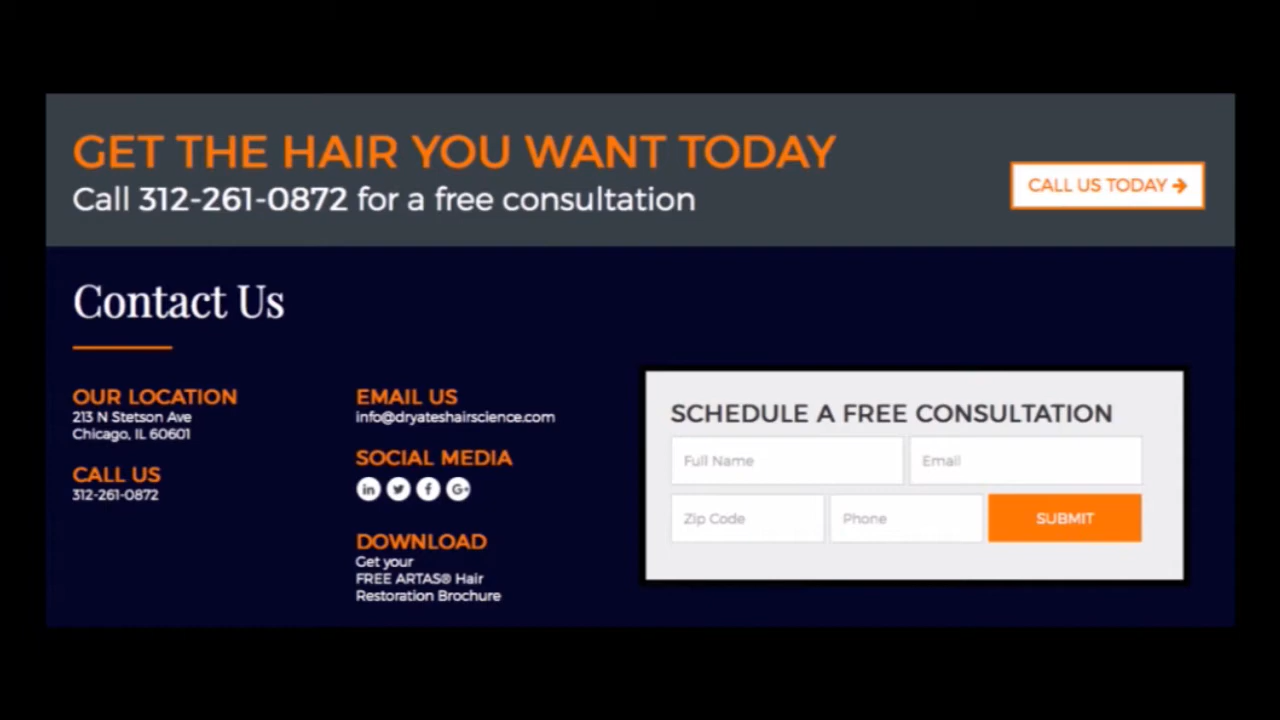 GET THE HAIR YOU WANT TODAY
Call 312-261-0872 for a free consultation
CALL US TODAY
Contact Us
OUR LOCATION
213 N Stetson Ave
Chicago, IL 60601
CALL US
312-261-0872
EMAIL US
info@dryateshairscience.com
SOCIAL MEDIA
in f G+
DOWNLOAD
Get your
FREE ARTAS® Hair
Restoration Brochure
SCHEDULE A FREE CONSULTATION
Full Name Email
Zip Code Phone SUBMIT